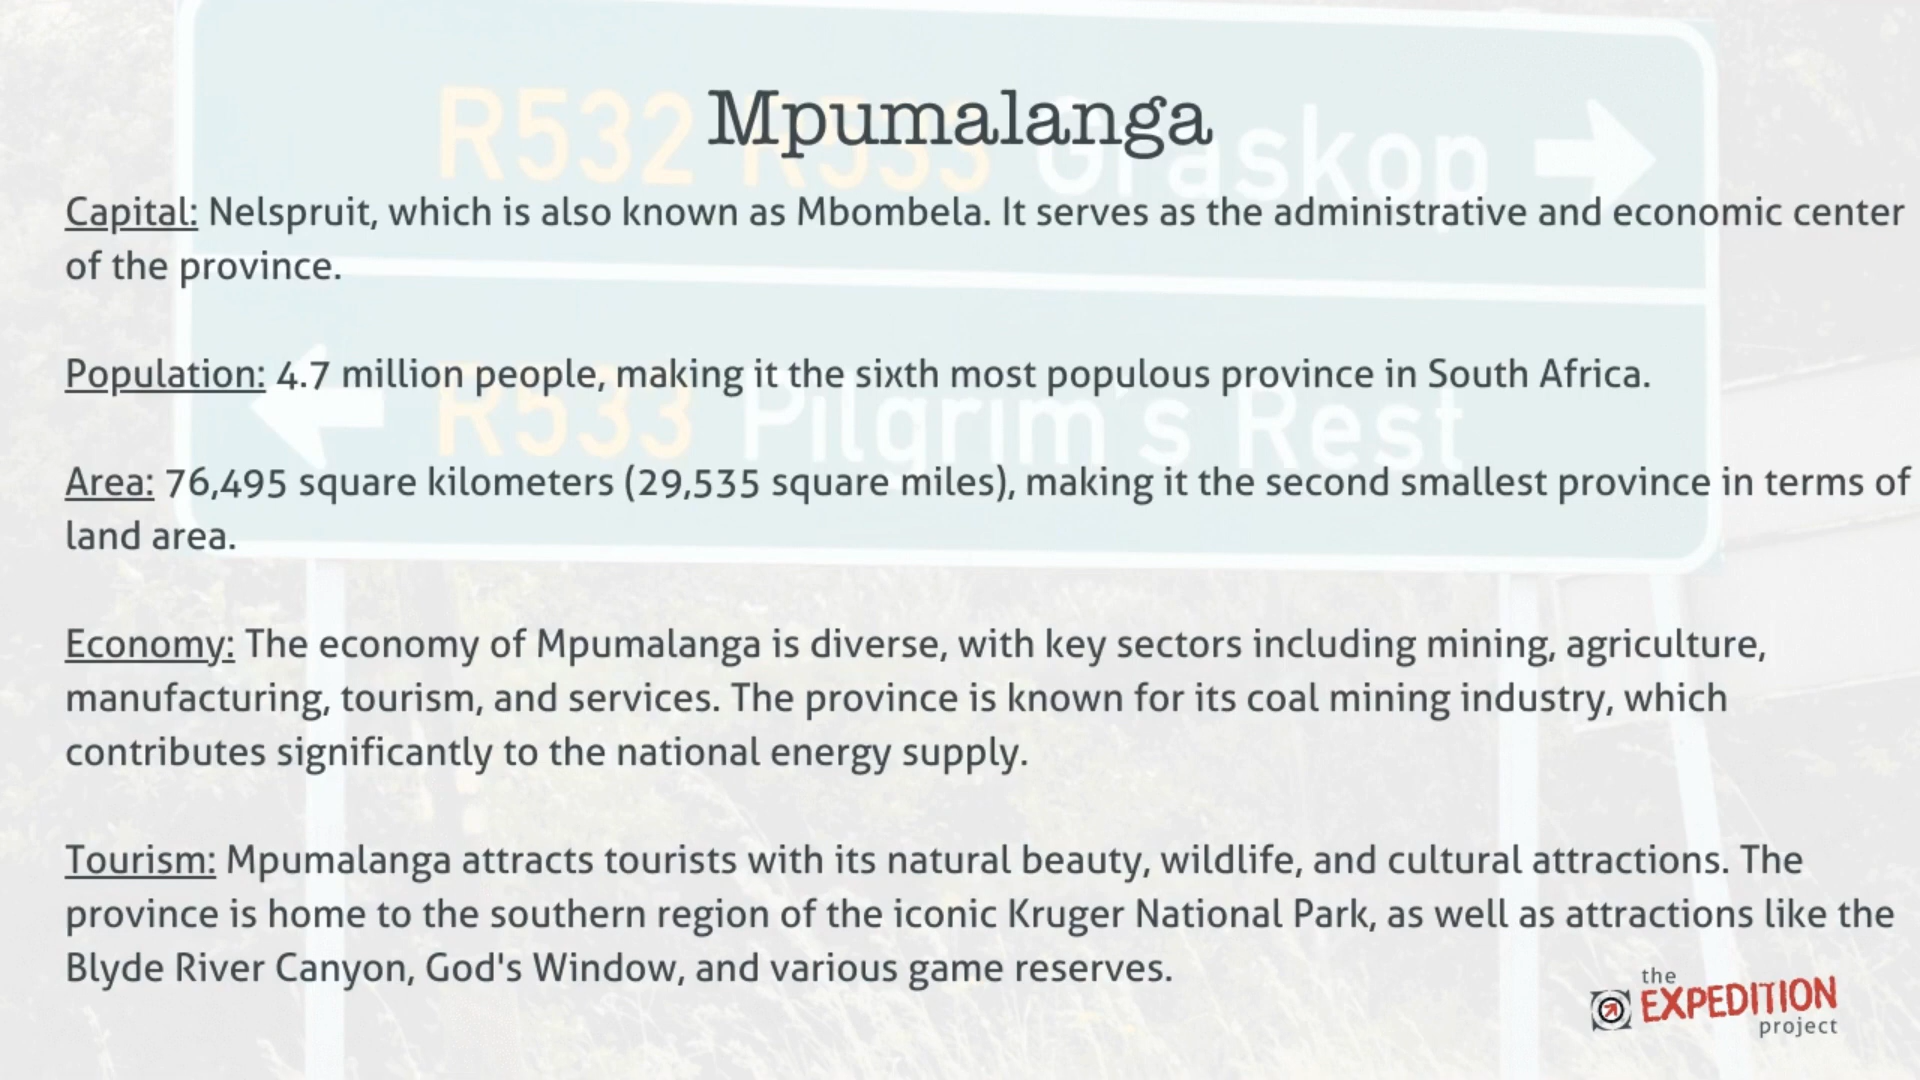 Mpumalanga
R532 R533 Graskop
Capital: Nelspruit, which is also known as Mbombela. It serves as the administrative and economic center
of the province.
Population: 4.7 million people, making it the sixth most populous province in South Africa.
R533 Pilgrim's Rest
Area: 76,495 square kilometers (29,535 square miles), making it the second smallest province in terms of
land area.
Economy: The economy of Mpumalanga is diverse, with key sectors including mining, agriculture,
manufacturing, tourism, and services. The province is known for its coal mining industry, which
contributes significantly to the national energy supply.
Tourism: Mpumalanga attracts tourists with its natural beauty, wildlife, and cultural attractions. The
province is home to the southern region of the iconic Kruger National Park, as well as attractions like the
Blyde River Canyon, God's Window, and various game reserves.
the
EXPEDITION
project